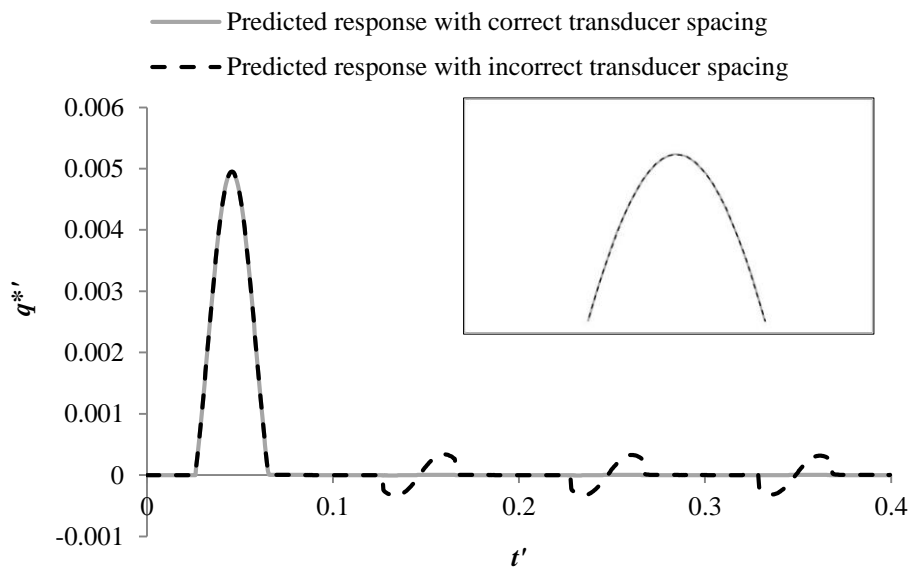 Predicted response with correct transducer spacing
Predicted response with incorrect transducer spacing
0.006
0.005
0.004
0.003
0.002
0.001
0
-0.001
q*'
0 0.1 0.2 0.3 0.4
t'